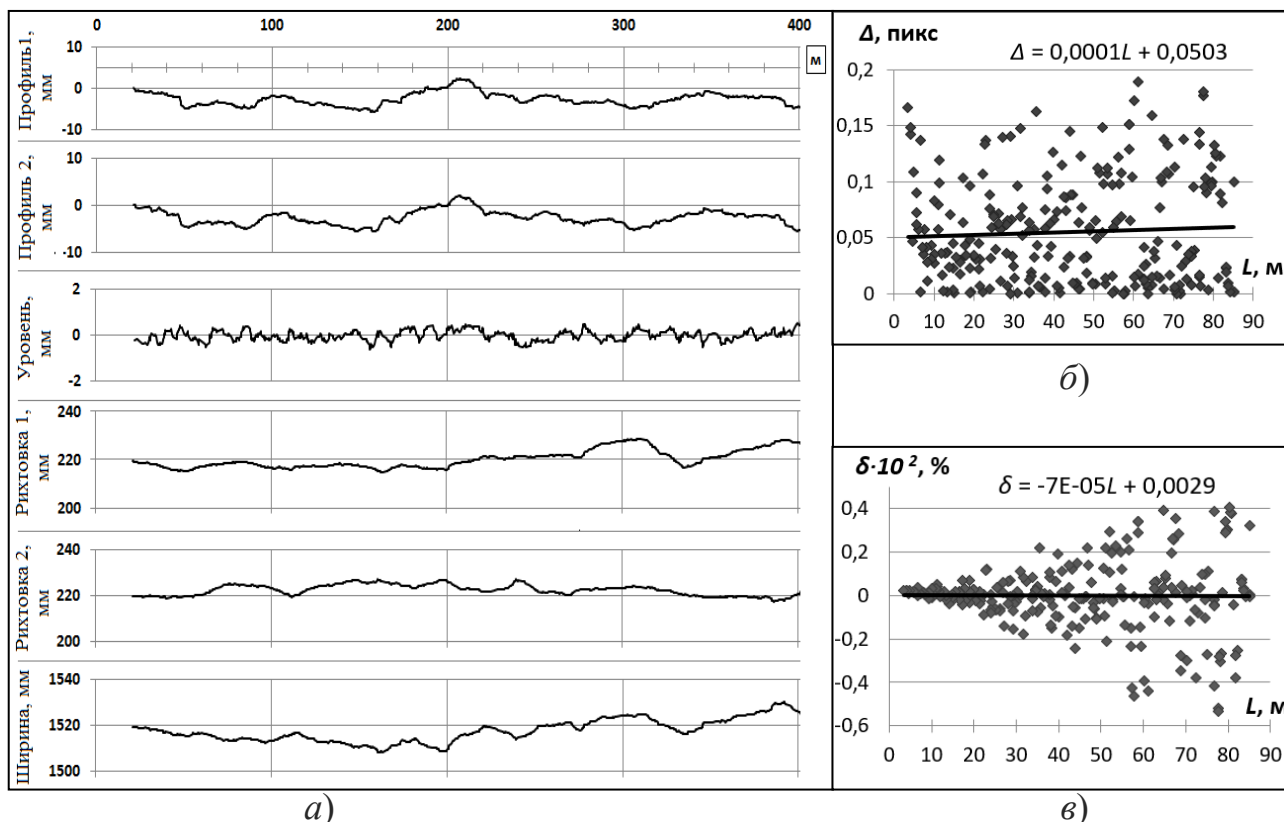 0 100 200 300 400
м
Профиль1,
мм
10
0
-10
Профиль 2,
мм
10
0
-10
Уровень,
мм
2
0
-2
Рихтовка 1,
мм
240
220
200
Рихтовка 2,
мм
240
220
200
Ширина, мм
1540
1520
1500
а)
Δ, пикс
Δ = 0,0001L + 0,0503
0,2
0,15
0,1
0,05
0
L, м
0 10 20 30 40 50 60 70 80 90
б)
δ·10 ², %
δ = -7E-05L + 0,0029
0,4
0,2
0
-0,2
-0,4
-0,6
L, м
0 10 20 30 40 50 60 70 80 90
в)